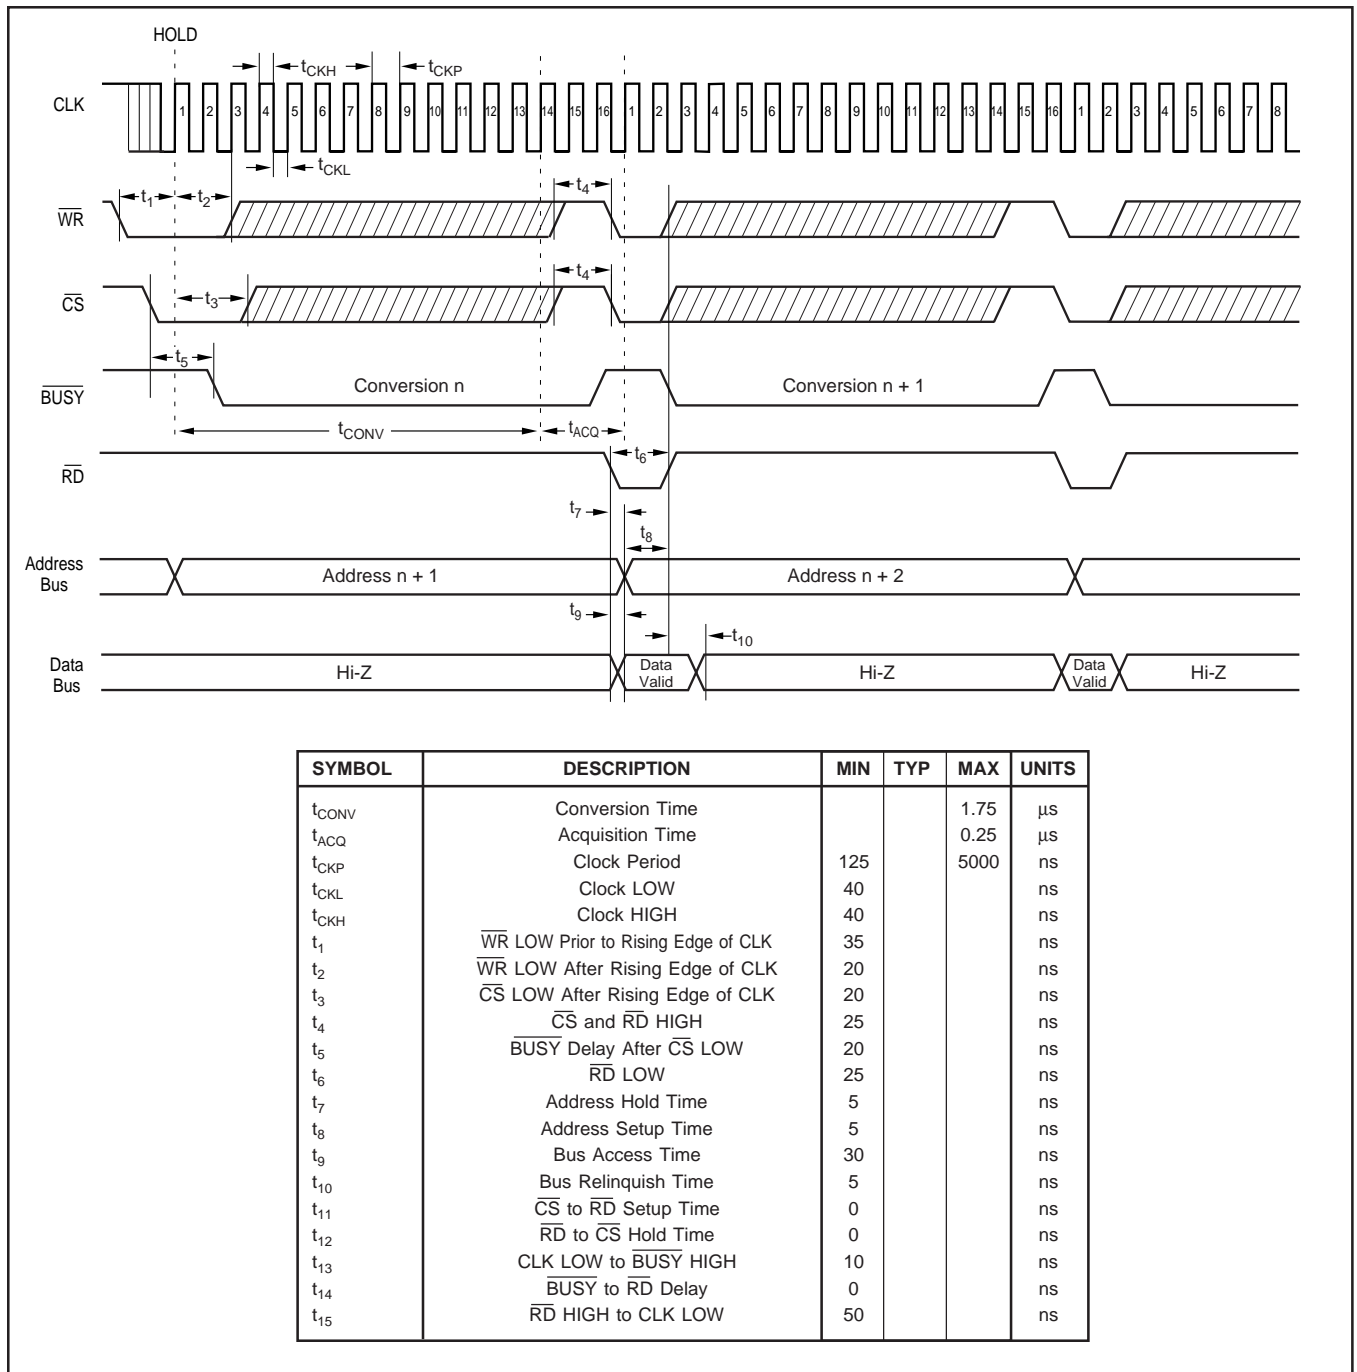 HOLD
tCKH
tCKP
CLK
1 2 3 4 5 6 7 8 9 10 11 12 13 14 15 16 1 2 3 4 5 6 7 8 9 10 11 12 13 14 15 16 1 2 3 4 5 6 7 8
tCKL
t1 t2 t4
WR
t4
t3
CS
t5
BUSY Conversion n Conversion n + 1
tCONV tACQ
t6
RD
t7
t8
Address Bus Address n + 1 Address n + 2
t9
t10
Data Bus Hi-Z Data Valid Hi-Z Data Valid Hi-Z
SYMBOL DESCRIPTION MIN TYP MAX UNITS
tCONV Conversion Time 1.75 µs
tACQ Acquisition Time 0.25 µs
tCKP Clock Period 125 5000 ns
tCKL Clock LOW 40 ns
tCKH Clock HIGH 40 ns
t1 WR LOW Prior to Rising Edge of CLK 35 ns
t2 WR LOW After Rising Edge of CLK 20 ns
t3 CS LOW After Rising Edge of CLK 20 ns
t4 CS and RD HIGH 25 ns
t5 BUSY Delay After CS LOW 20 ns
t6 RD LOW 25 ns
t7 Address Hold Time 5 ns
t8 Address Setup Time 5 ns
t9 Bus Access Time 30 ns
t10 Bus Relinquish Time 5 ns
t11 CS to RD Setup Time 0 ns
t12 RD to CS Hold Time 0 ns
t13 CLK LOW to BUSY HIGH 10 ns
t14 BUSY to RD Delay 0 ns
t15 RD HIGH to CLK LOW 50 ns